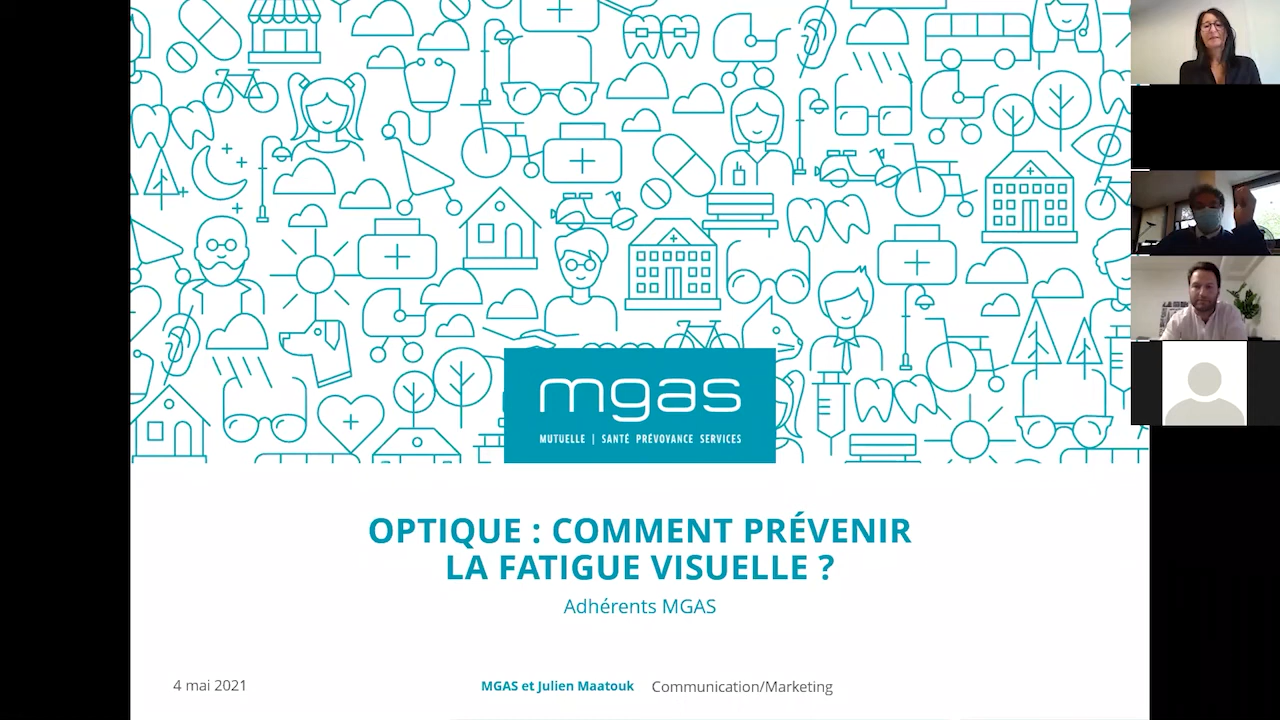 mgas
MUTUELLE | SANTÉ PRÉVOYANCE SERVICES
OPTIQUE : COMMENT PRÉVENIR
LA FATIGUE VISUELLE ?
Adhérents MGAS
4 mai 2021
MGAS et Julien Maatouk Communication/Marketing